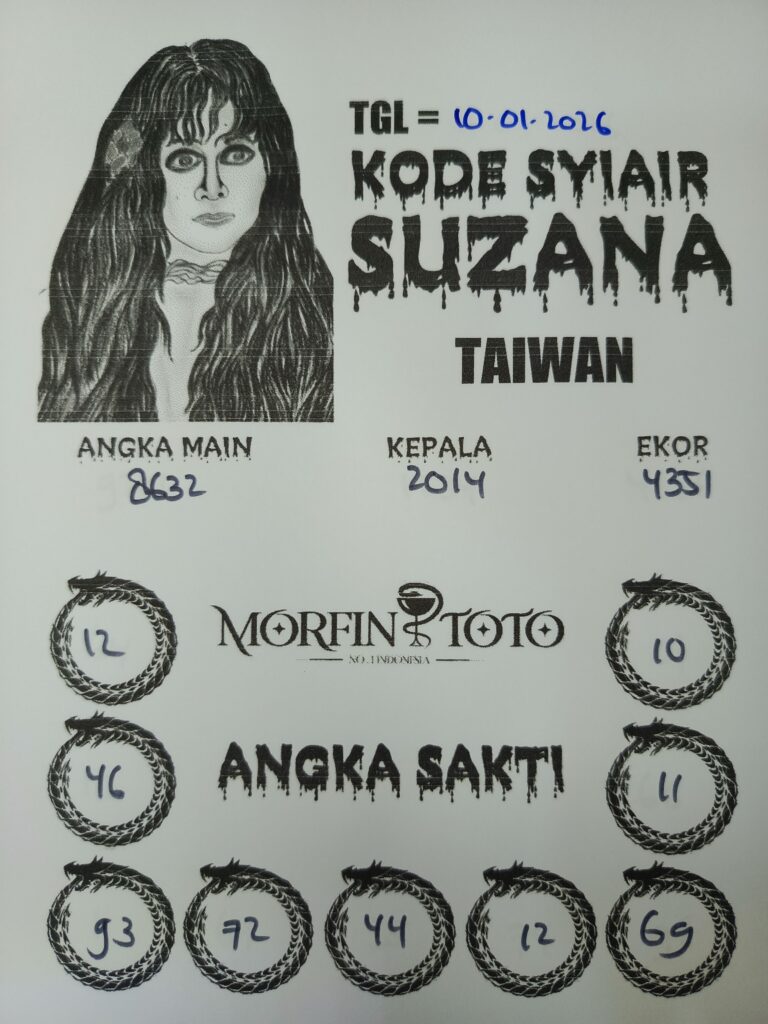 TGL = 10.01.2026
KODE SYIAIR
SUZANA
TAIWAN
ANGKA MAIN KEPALA EKOR
8632 2014 4351
12 MORFIN TOTO 10
NO.1 INDONESIA
46 ANGKA SAKTI 11
93 72 44 12 69